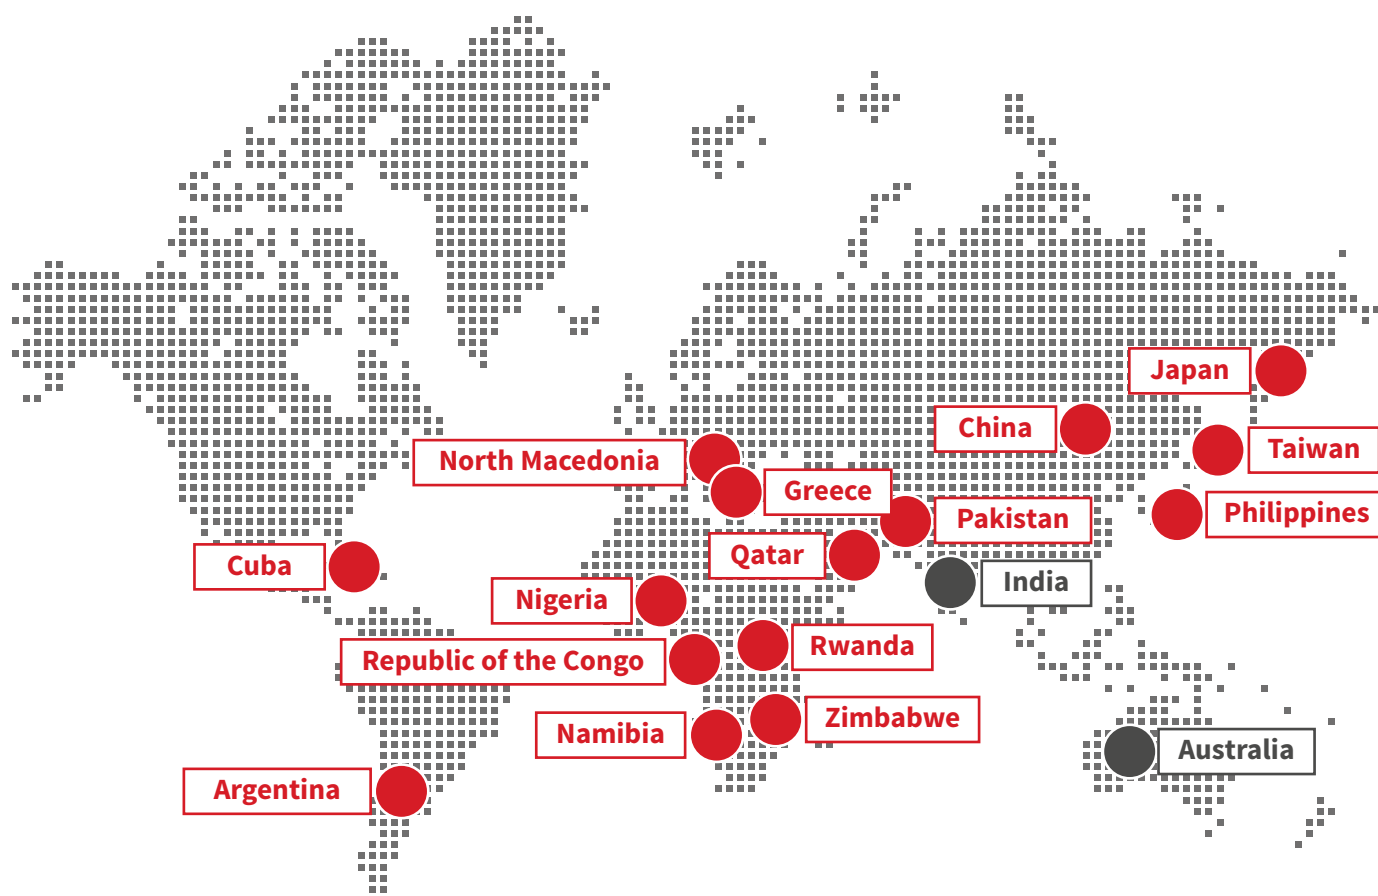 Japan
China
Taiwan
North Macedonia
Greece
Philippines
Pakistan
Qatar
Cuba
India
Nigeria
Rwanda
Republic of the Congo
Zimbabwe
Namibia
Australia
Argentina